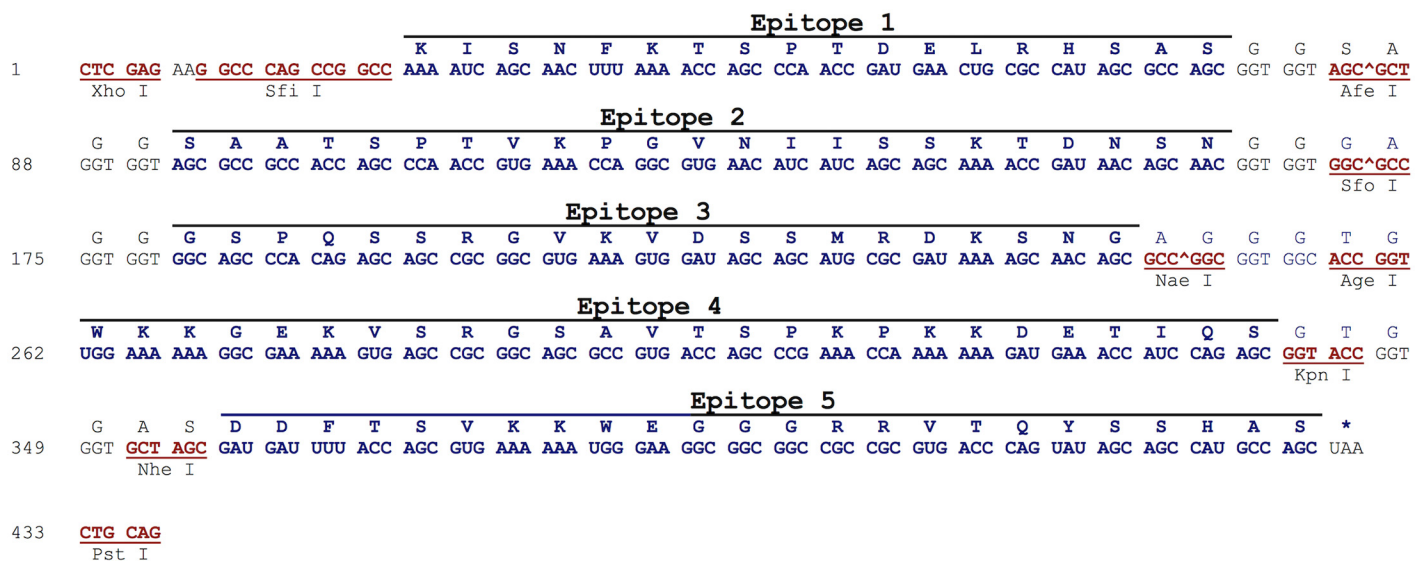 Epitope 1
K I S N F K T S P T D E L R H S A S G G S A
1 CTC GAG AAG GCC CAG CCG GCC AAA AUC AGC AAC UUU AAA ACC AGC CCA ACC GAU GAA CUG CGC CAU AGC GCC AGC GGT GGT AGC^GCT
Xho I Sfi I Afe I
Epitope 2
G G S A A T S P T V K P G V N I I S S K T D N S N G G G A
88 GGT GGT AGC GCC GCC ACC AGC CCA ACC GUG AAA CCA GGC GUG AAC AUC AUC AGC AGC AAA ACC GAU AAC AGC AAC GGT GGT GGC^GCC
Sfo I
Epitope 3
G G G S P Q S S R G V K V D S S M R D K S N G A G G G T G
175 GGT GGT GGC AGC CCA CAG AGC AGC CGC GGC GUG AAA GUG GAU AGC AGC AUG CGC GAU AAA AGC AAC AGC GCC^GGC GGT GGC ACC GGT
Nae I Age I
Epitope 4
W K K G E K V S R G S A V T S P K P K K D E T I Q S G T G
262 UGG AAA AAA GGC GAA AAA GUG AGC CGC GGC AGC GCC GUG ACC AGC CCG AAA CCA AAA AAA GAU GAA ACC AUC CAG AGC GGT ACC GGT
Kpn I
Epitope 5
G A S D D F T S V K K W E G G G R R V T Q Y S S H A S *
349 GGT GCT AGC GAU GAU UUU ACC AGC GUG AAA AAA UGG GAA GGC GGC GGC CGC CGC GUG ACC CAG UAU AGC AGC CAU GCC AGC UAA
Nhe I
433 CTG CAG
Pst I